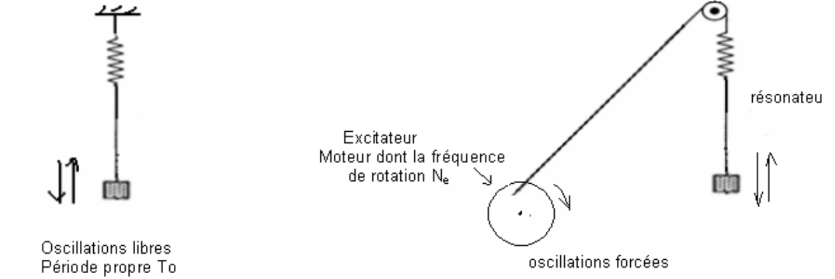 Oscillations libres
Période propre To
Excitateur
Moteur dont la fréquence
de rotation Ne
oscillations forcées
résonateu